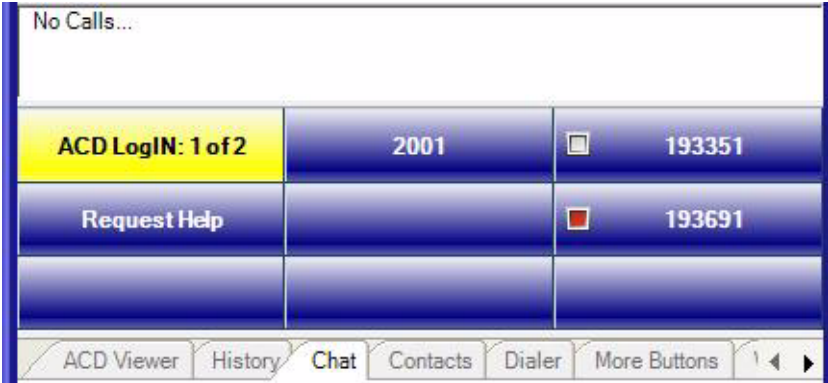 No Calls...
ACD LogIN: 1 of 2 2001 193351
Request Help 193691
ACD Viewer History Chat Contacts Dialer More Buttons